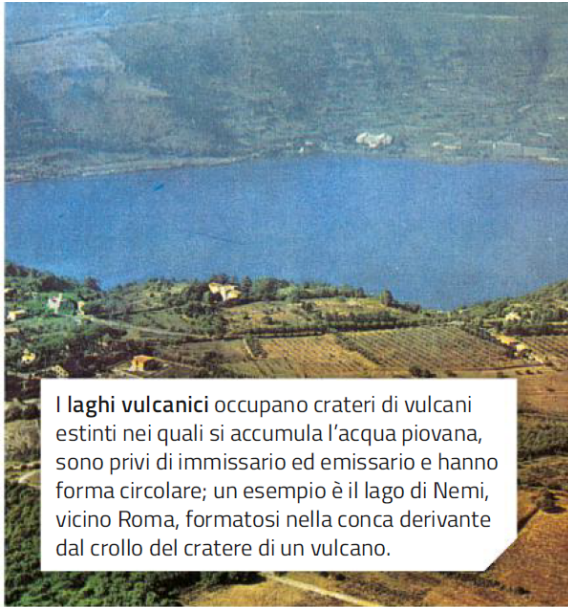 I laghi vulcanici occupano crateri di vulcani
estinti nei quali si accumula l'acqua piovana,
sono privi di immissario ed emissario e hanno
forma circolare; un esempio è il lago di Nemi,
vicino Roma, formatosi nella conca derivante
dal crollo del cratere di un vulcano.